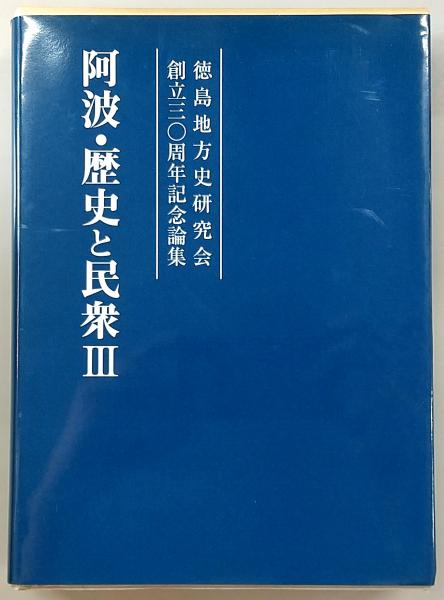 徳島地方史研究会
創立三〇周年記念論集
阿波・歴史と民衆III